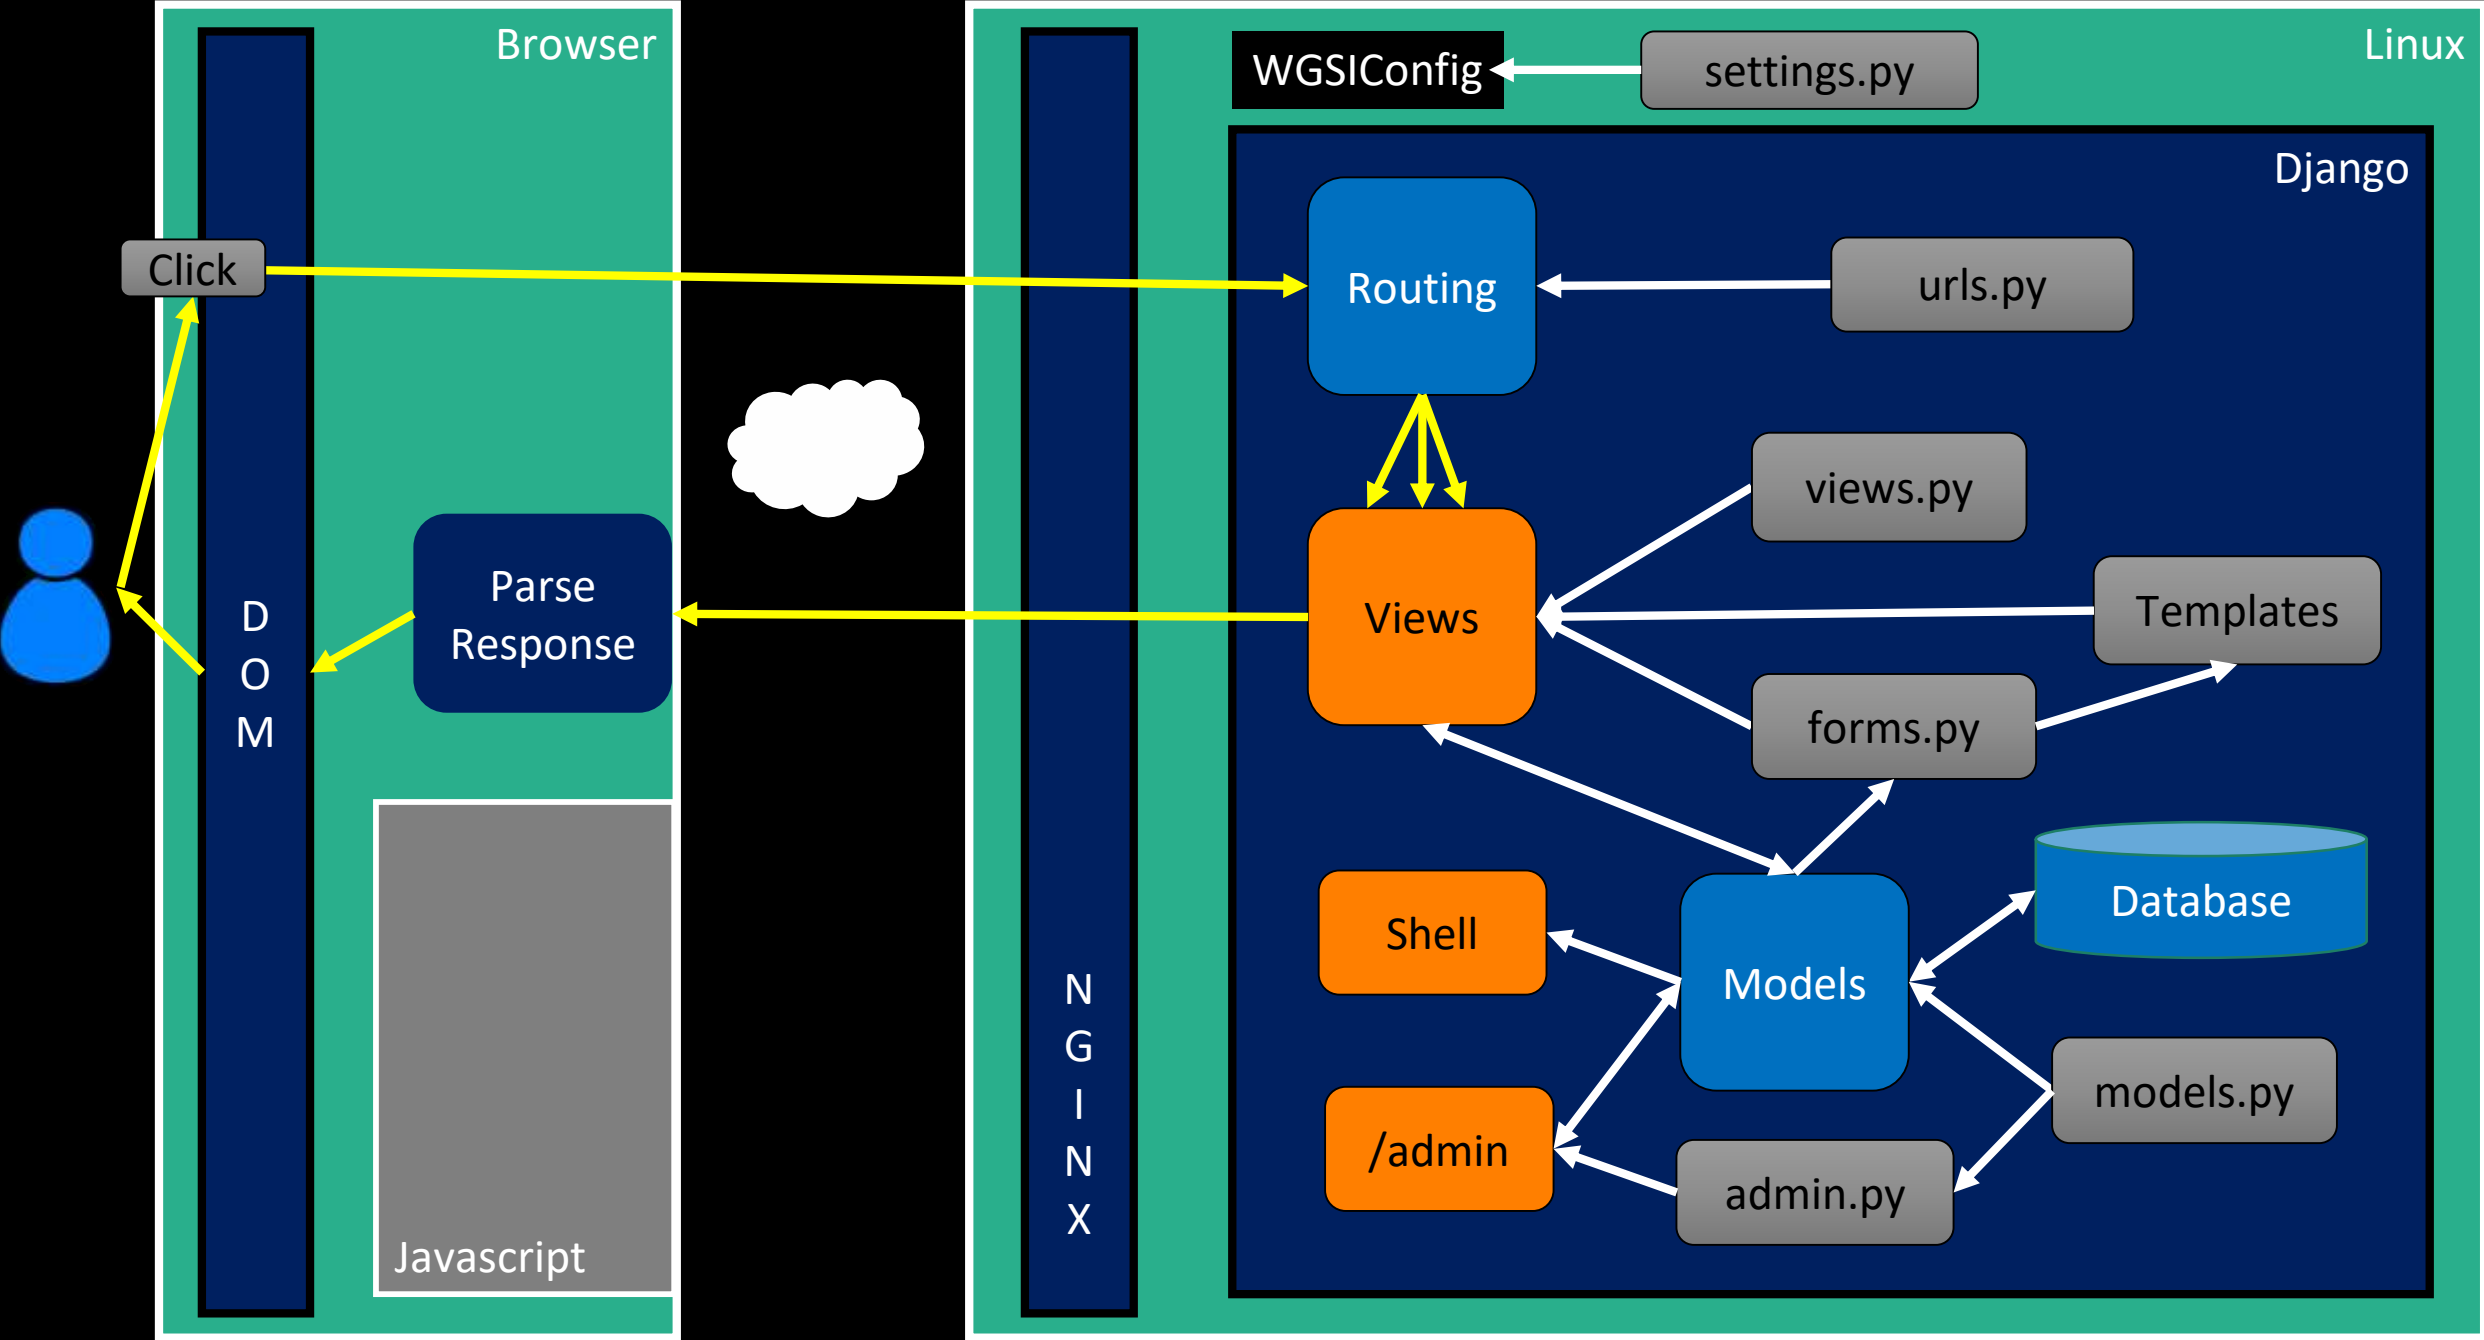 Browser
Linux
WGSIConfig
settings.py
Django
Click
Routing
urls.py
views.py
Parse
Response
D
O
M
Views
Templates
forms.py
Shell
Models
Database
N
G
I
N
X
/admin
models.py
admin.py
Javascript